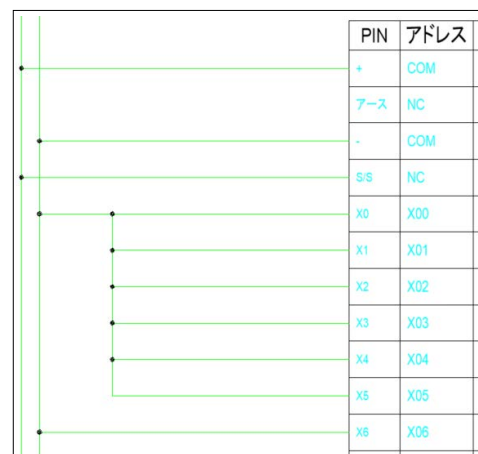 PIN アドレス
+ COM
アース NC
- COM
S/S NC
X0 X00
X1 X01
X2 X02
X3 X03
X4 X04
X5 X05
X6 X06